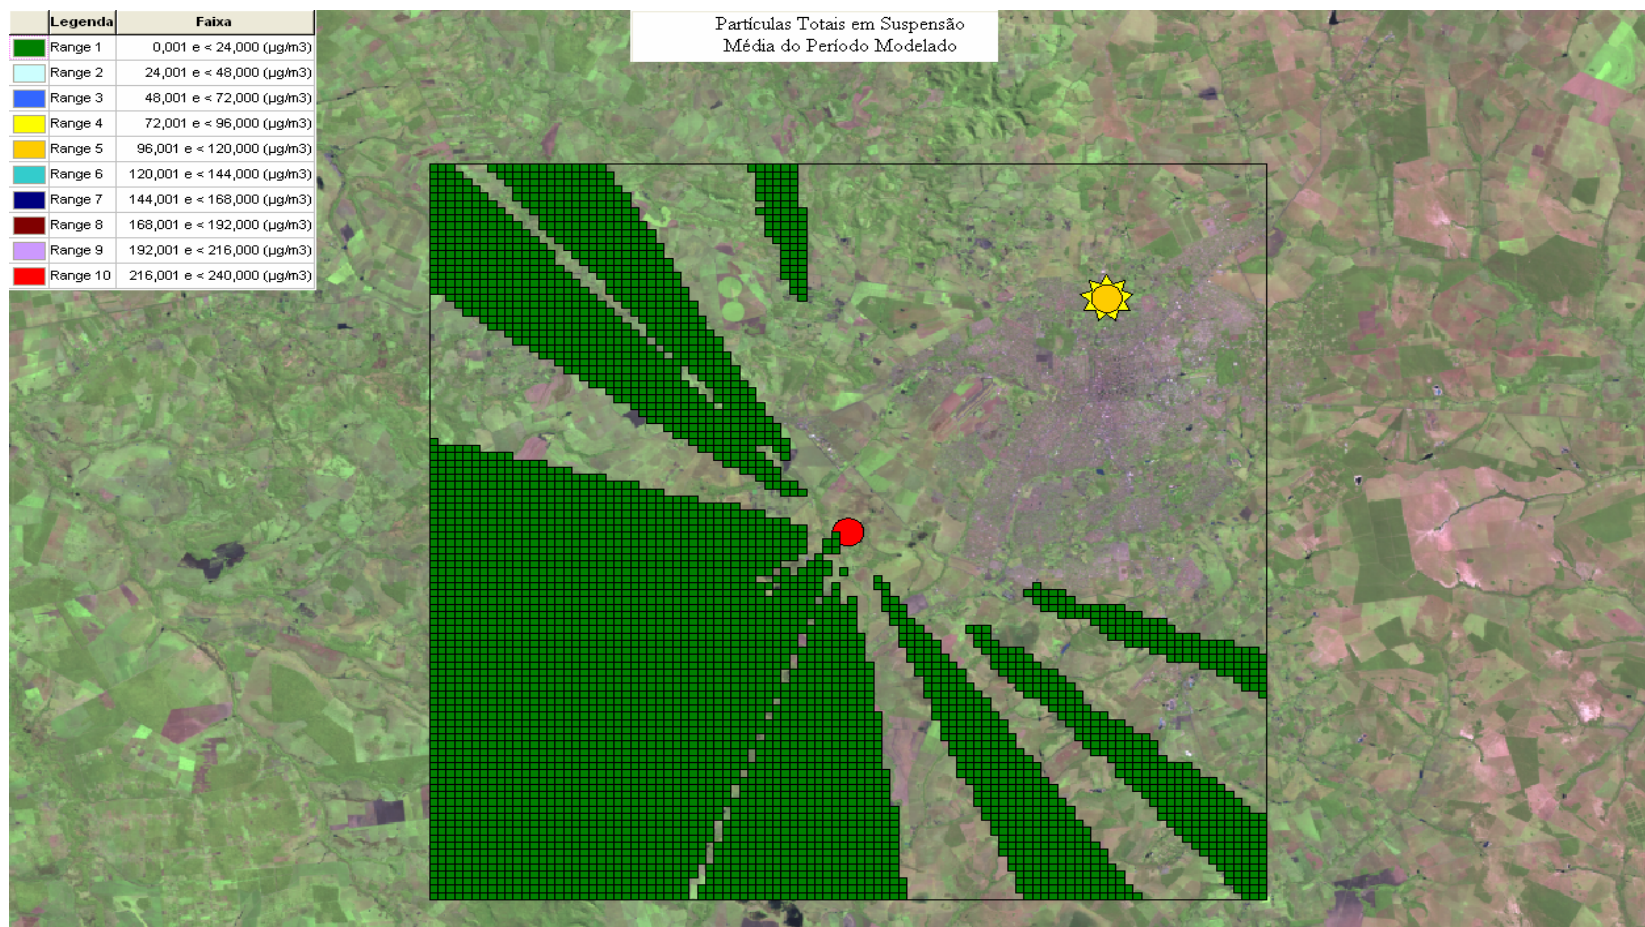 Legenda Faixa
Range 1 0,001 e < 24,000 (µg/m3)
Range 2 24,001 e < 48,000 (µg/m3)
Range 3 48,001 e < 72,000 (µg/m3)
Range 4 72,001 e < 96,000 (µg/m3)
Range 5 96,001 e < 120,000 (µg/m3)
Range 6 120,001 e < 144,000 (µg/m3)
Range 7 144,001 e < 168,000 (µg/m3)
Range 8 168,001 e < 192,000 (µg/m3)
Range 9 192,001 e < 216,000 (µg/m3)
Range 10 216,001 e < 240,000 (µg/m3)
Partículas Totais em Suspensão
Média do Período Modelado